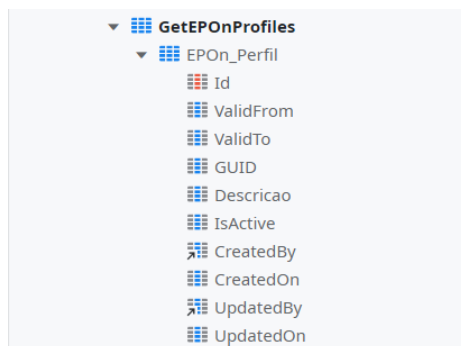 GetEPOnProfiles
EPOn_Perfil
Id
ValidFrom
ValidTo
GUID
Descricao
IsActive
CreatedBy
CreatedOn
UpdatedBy
UpdatedOn